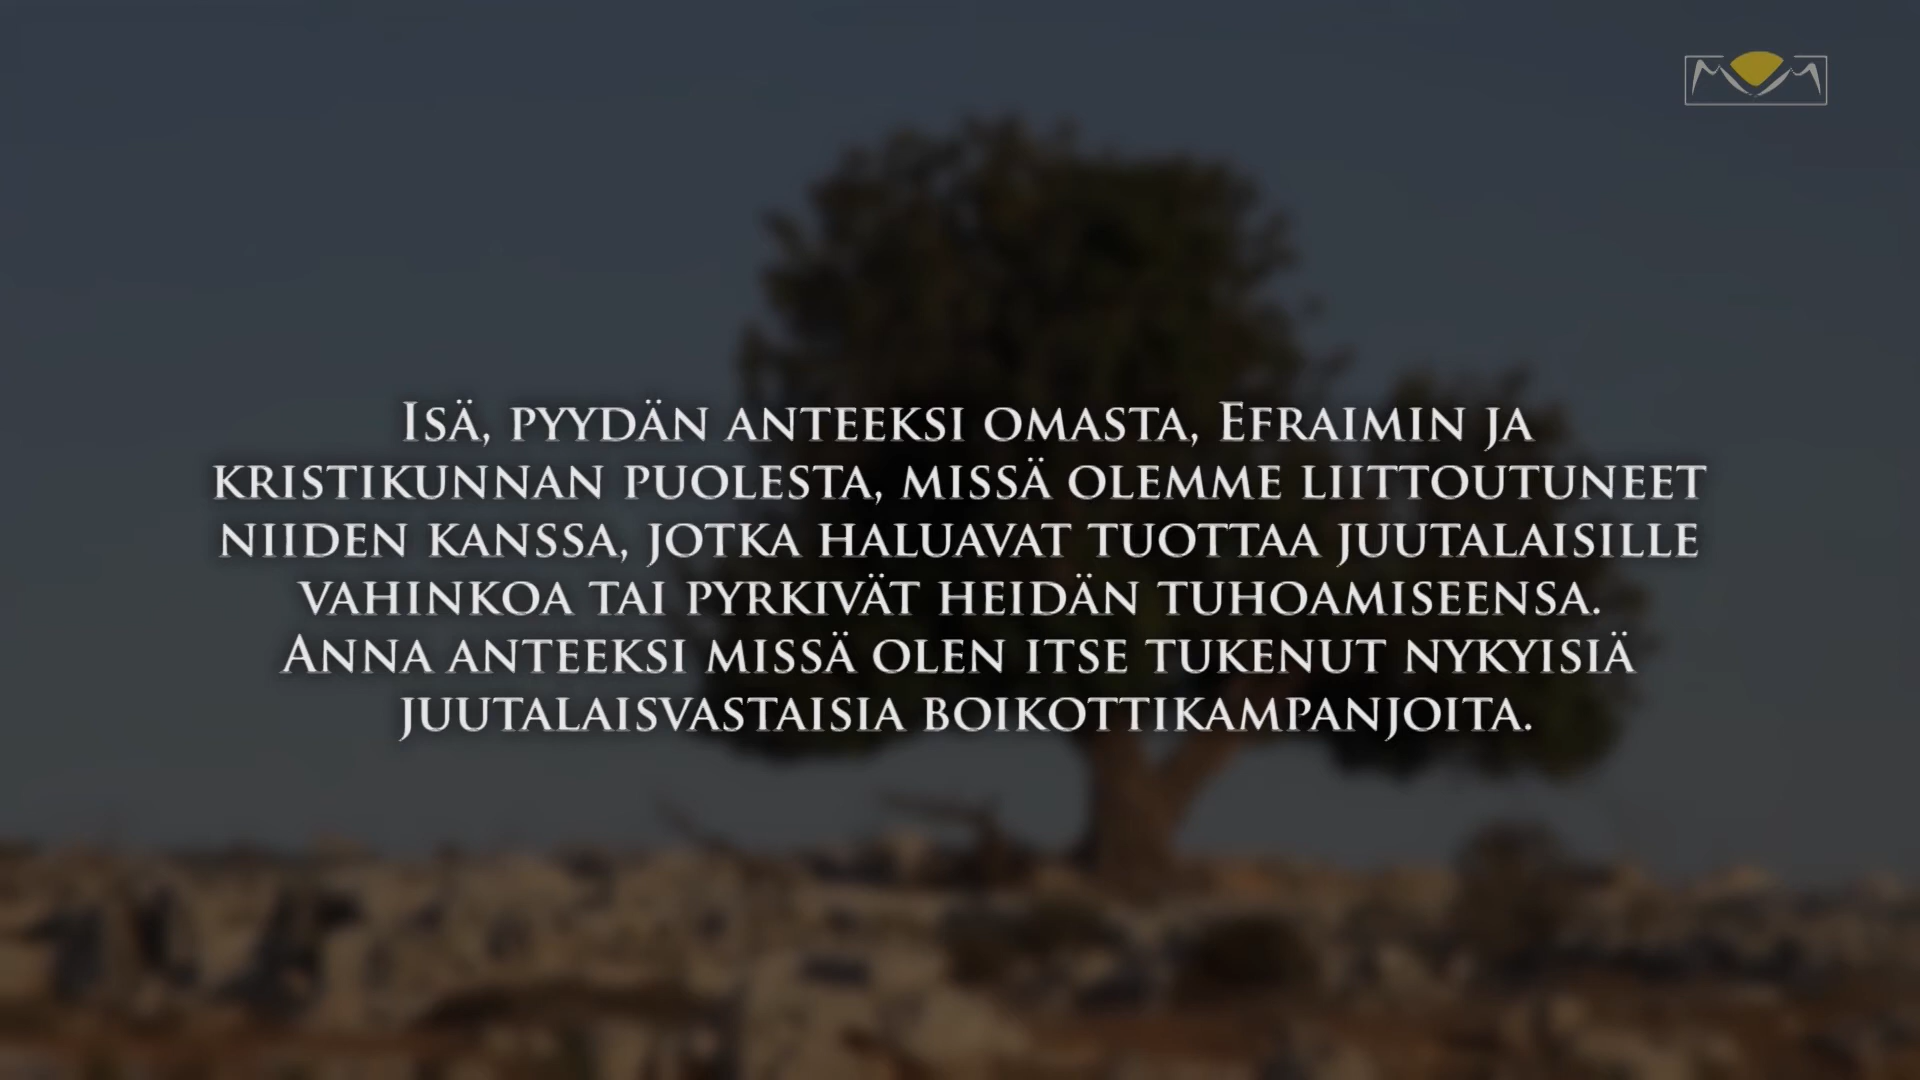 Isä, pyydän anteeksi omasta, Efraimin ja
kristikunnan puolesta, missä olemme liittoutuneet
niiden kanssa, jotka haluavat tuottaa juutalaisille
vahinkoa tai pyrkivät heidän tuhoamiseensa.
Anna anteeksi missä olen itse tukenut nykyisiä
juutalaisvastaisia boikottikampanjoita.